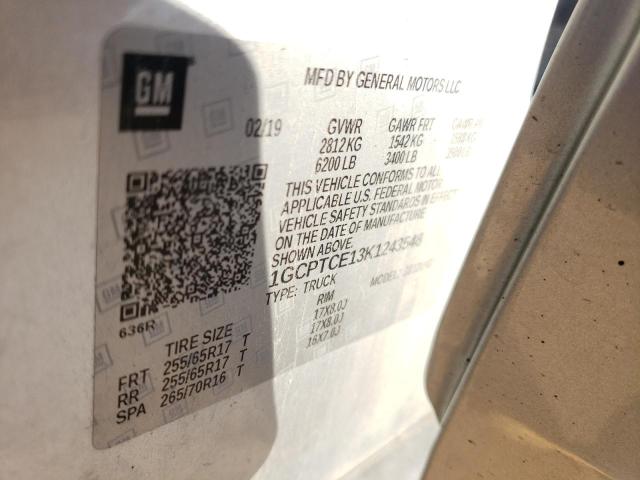 GM
MFD BY GENERAL MOTORS LLC
02/19 GVWR GAWR FRT GAWR RR
2812 KG 1542 KG
6200 LB 3400 LB
THIS VEHICLE CONFORMS TO ALL
APPLICABLE U.S. FEDERAL MOTOR
VEHICLE SAFETY STANDARDS IN EFFECT
ON THE DATE OF MANUFACTURE
SHOWN ABOVE.
1GCPTCE13K1243548
TYPE: TRUCK MODEL:
636R
TIRE SIZE RIM
FRT 255/65R17 T 17X8.0J
RR 255/65R17 T 17X8.0J
SPA 265/70R16 T 16X7.0J